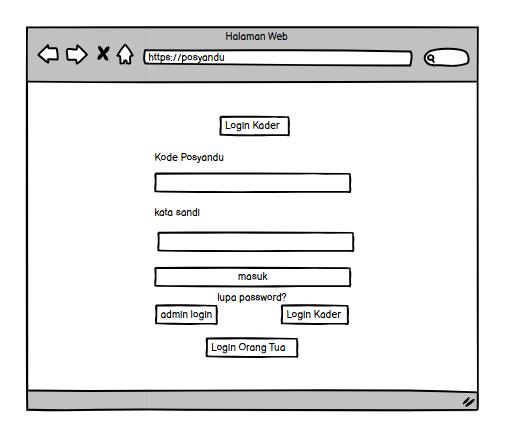 Halaman Web
https://posyandu
Login Kader
Kode Posyandu
kata sandi
masuk
lupa password?
admin login
Login Kader
Login Orang Tua